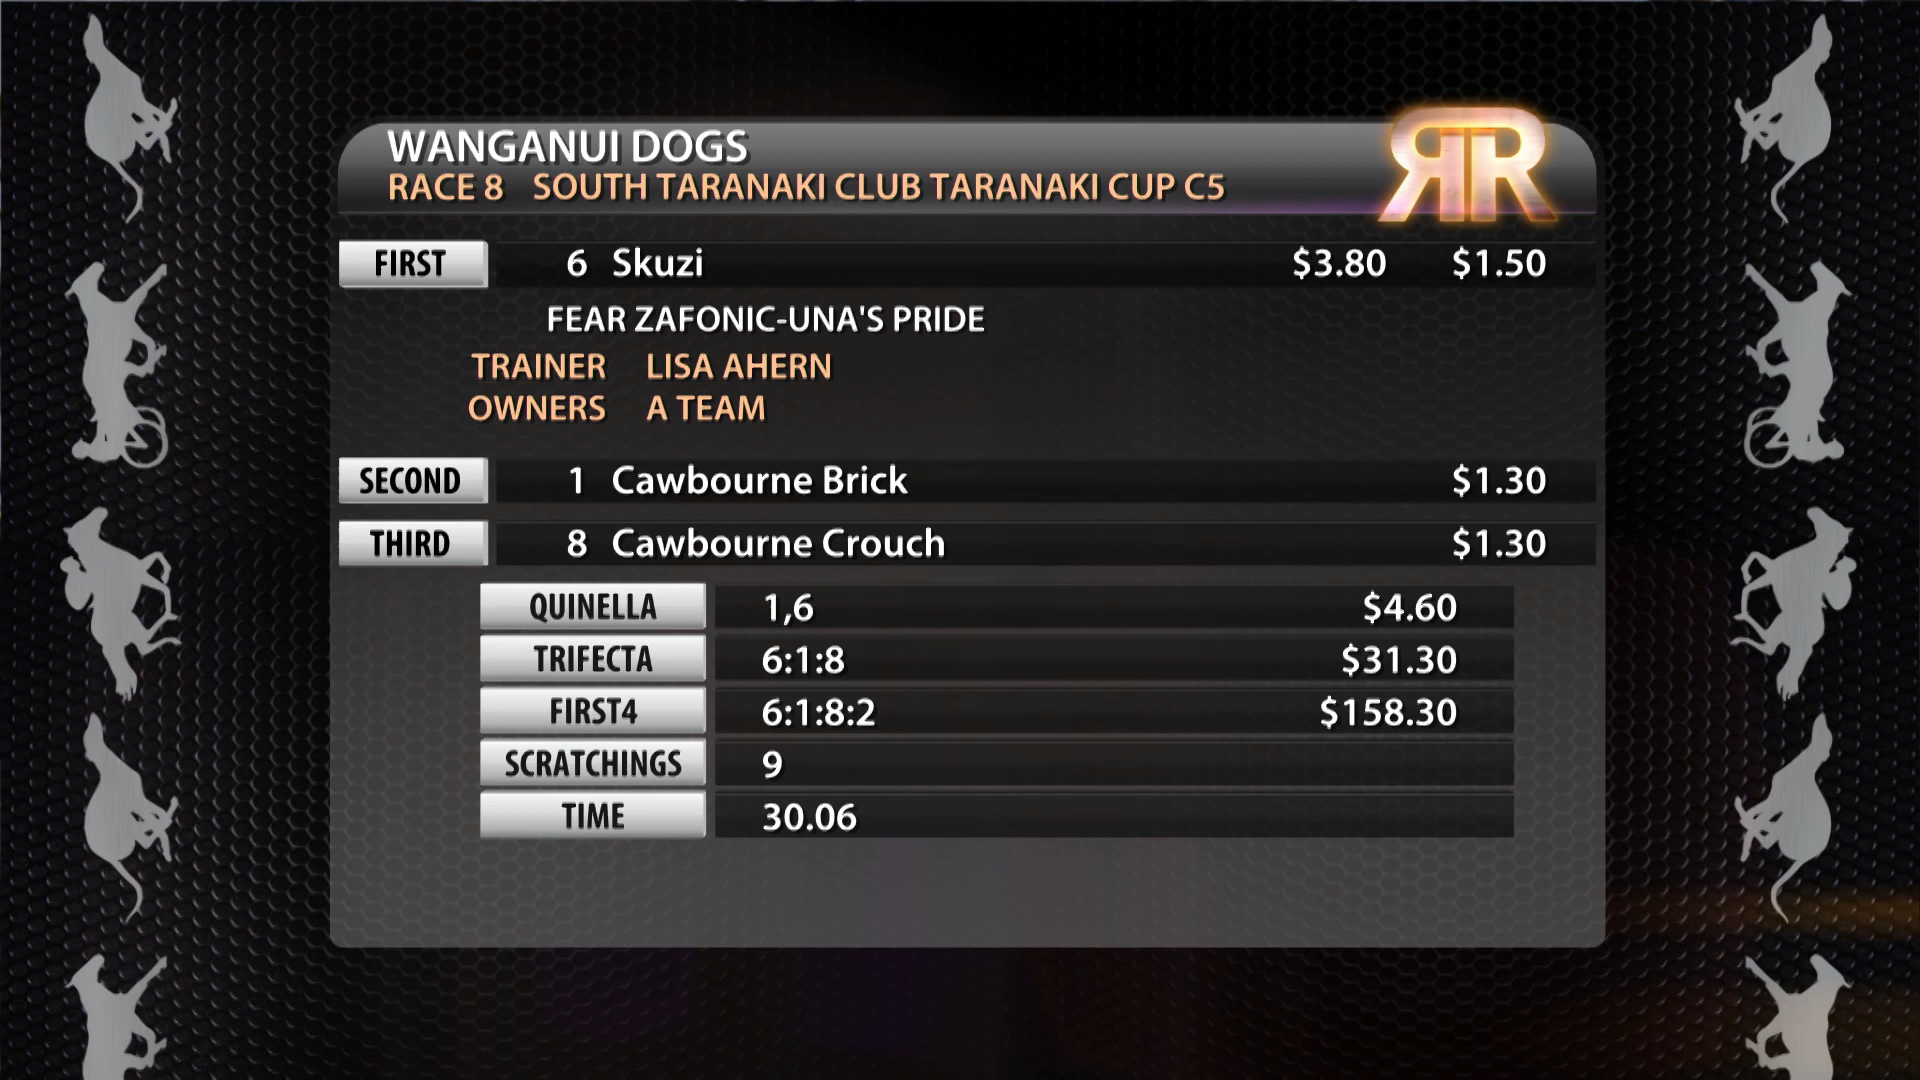 WANGANUI DOGS
RACE 8 SOUTH TARANAKI CLUB TARANAKI CUP C5
RR
FIRST 6 Skuzi $3.80 $1.50
FEAR ZAFONIC-UNA'S PRIDE
TRAINER LISA AHERN
OWNERS A TEAM
SECOND 1 Cawbourne Brick $1.30
THIRD 8 Cawbourne Crouch $1.30
QUINELLA 1,6 $4.60
TRIFECTA 6:1:8 $31.30
FIRST4 6:1:8:2 $158.30
SCRATCHINGS 9
TIME 30.06